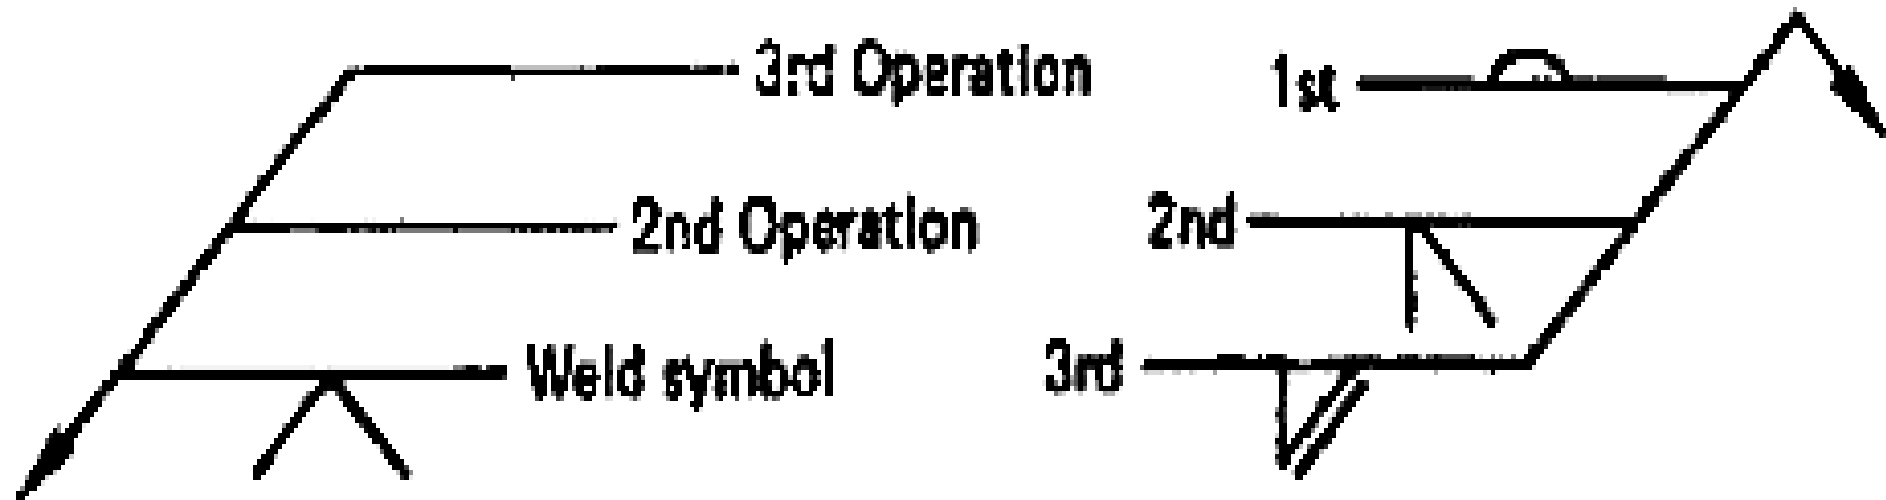 3rd Operation
2nd Operation
Weld symbol
1st
2nd
3rd